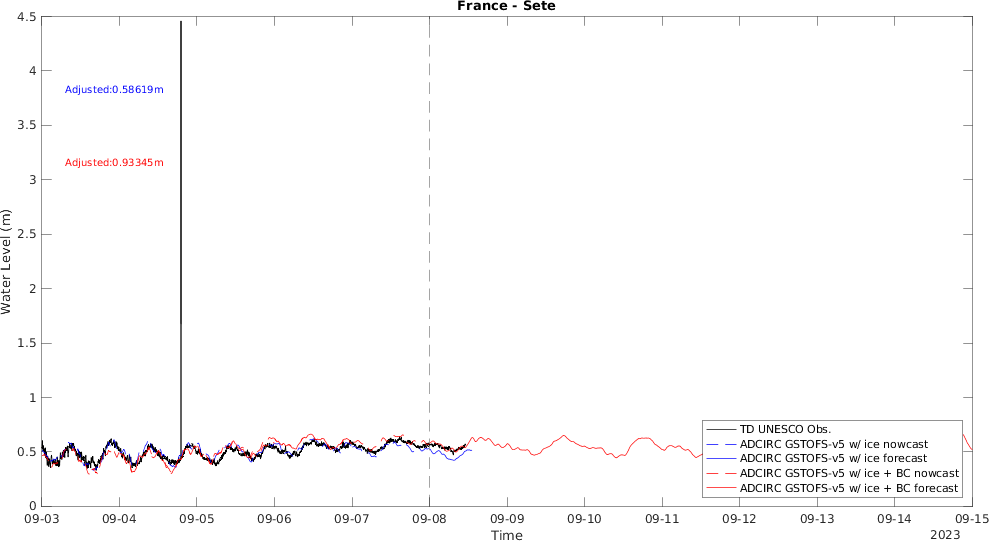 France - Sete
Water Level (m)
4.5
4
3.5
3
2.5
2
1.5
1
0.5
0
Adjusted:0.58619m
Adjusted:0.93345m
TD UNESCO Obs.
ADCIRC GSTOFS-v5 w/ ice nowcast
ADCIRC GSTOFS-v5 w/ ice forecast
ADCIRC GSTOFS-v5 w/ ice + BC nowcast
ADCIRC GSTOFS-v5 w/ ice + BC forecast
09-03 09-04 09-05 09-06 09-07 09-08 09-09 09-10 09-11 09-12 09-13 09-14 09-15
Time
2023